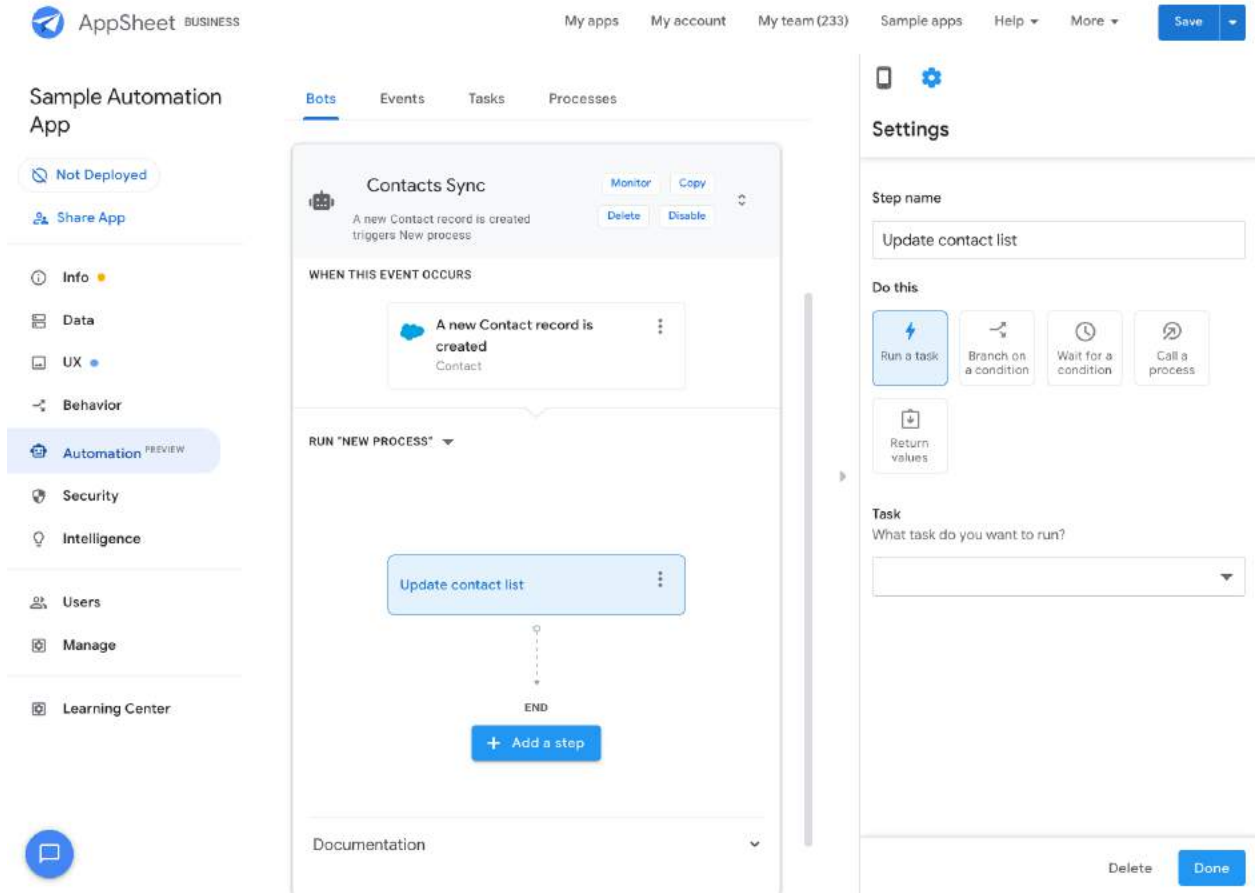 AppSheet BUSINESS
My apps My account My team (233) Sample apps Help More Save
Sample Automation
App
Not Deployed
Share App
Info
Data
UX
Behavior
Automation PREVIEW
Security
Intelligence
Users
Manage
Learning Center
Bots Events Tasks Processes
Contacts Sync
A new Contact record is created
triggers New process
Monitor Copy
Delete Disable
WHEN THIS EVENT OCCURS
A new Contact record is
created
Contact
RUN "NEW PROCESS"
Update contact list
END
+ Add a step
Documentation
Settings
Step name
Update contact list
Do this
Run a task
Branch on
a condition
Wait for a
condition
Call a
process
Return
values
Task
What task do you want to run?
Delete Done